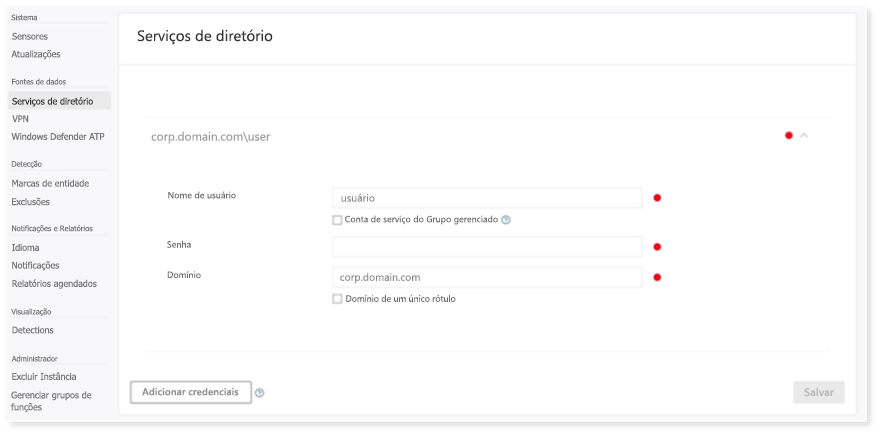 Sistema
Sensores
Atualizações
Fontes de dados
Serviços de diretório
VPN
Windows Defender ATP
Detecção
Marcas de entidade
Exclusões
Notificações e Relatórios
Idioma
Notificações
Relatórios agendados
Visualização
Detections
Administrador
Excluir Instância
Gerenciar grupos de
funções
Serviços de diretório
corp.domain.com\user
Nome de usuário
usuário
Conta de serviço do Grupo gerenciado
Senha
Domínio
corp.domain.com
Domínio de um único rótulo
Adicionar credenciais
Salvar